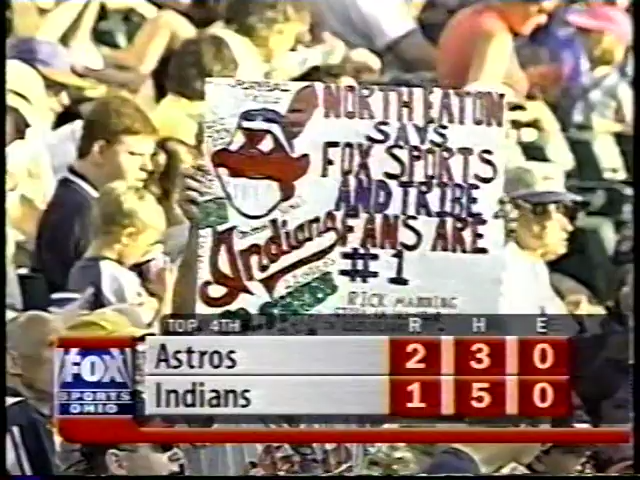 NORTH EATON
SAYS
FOX SPORTS
AND TRIBE
FANS ARE
#1
Indians
RICK MANNING
TOP 4TH R H E
Astros 2 3 0
Indians 1 5 0
FOX
SPORTS
OHIO